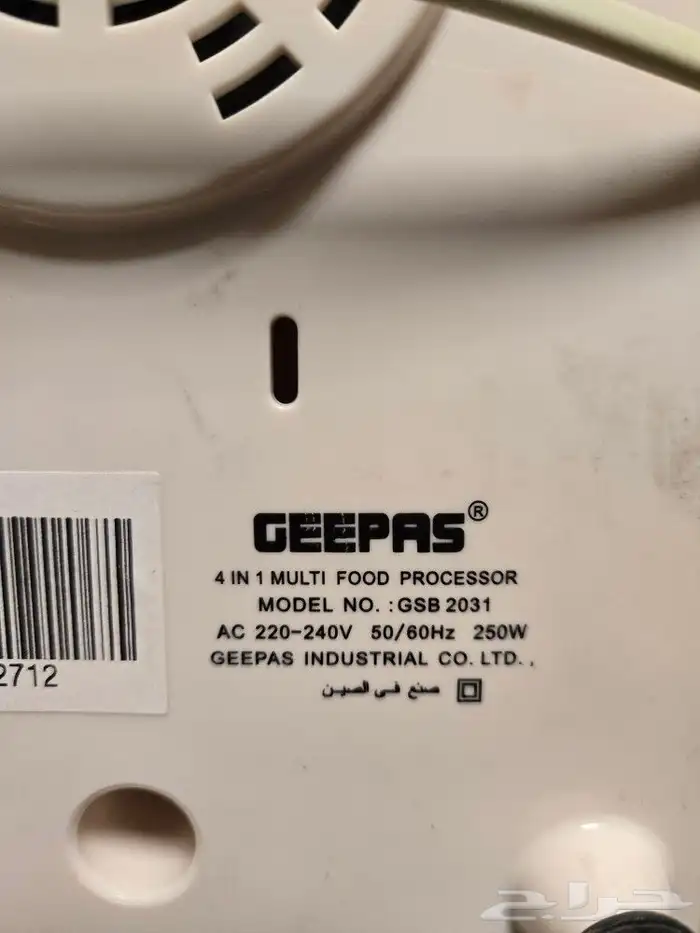 GEEPAS®
4 IN 1 MULTI FOOD PROCESSOR
MODEL NO. :GSB 2031
AC 220-240V 50/60Hz 250W
GEEPAS INDUSTRIAL CO. LTD. ,
صنع في الصين
2712
حراج